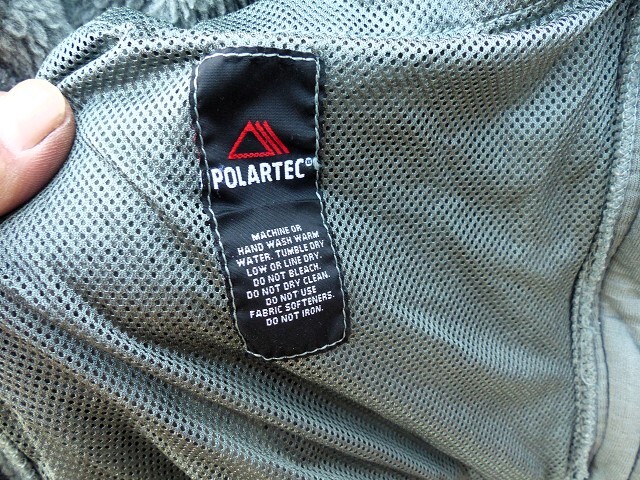 POLARTEC®
MACHINE OR
HAND WASH WARM
WATER. TUMBLE DRY
LOW OR LINE DRY.
DO NOT BLEACH.
DO NOT DRY CLEAN.
DO NOT USE
FABRIC SOFTENERS.
DO NOT IRON.